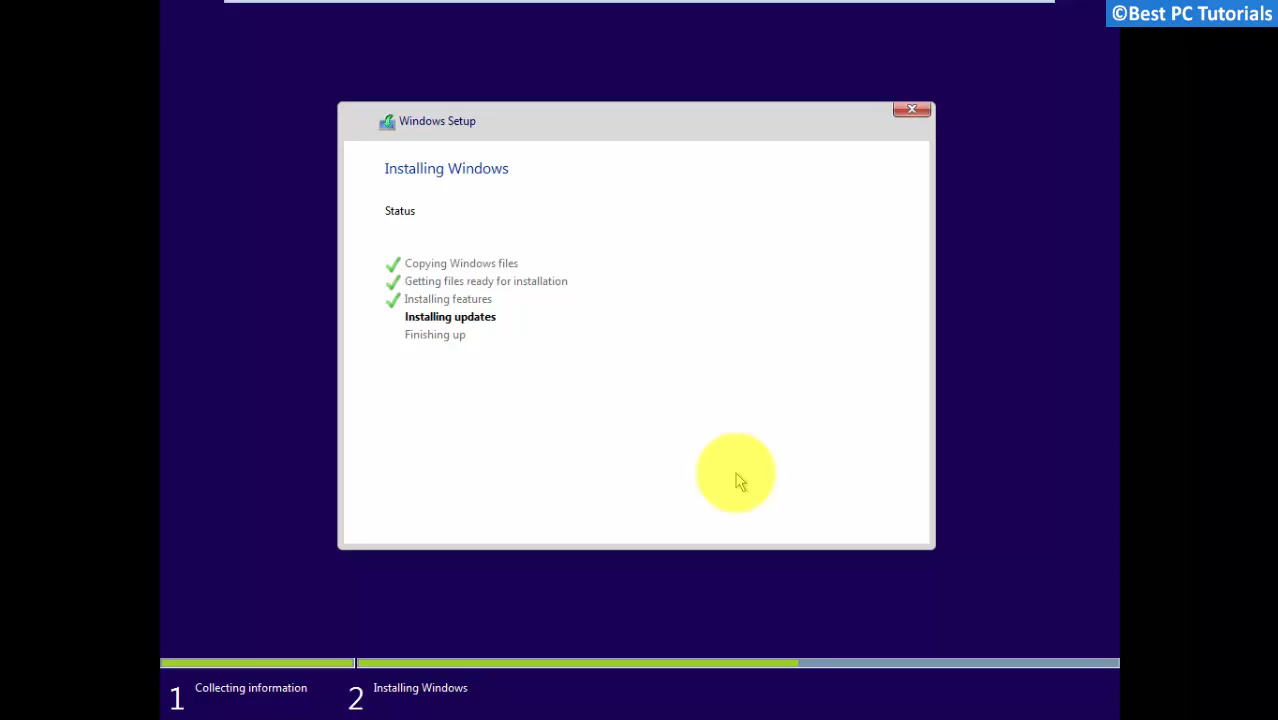 ©Best PC Tutorials
Windows Setup
Installing Windows
Status
Copying Windows files
Getting files ready for installation
Installing features
Installing updates
Finishing up
1 Collecting information
2 Installing Windows